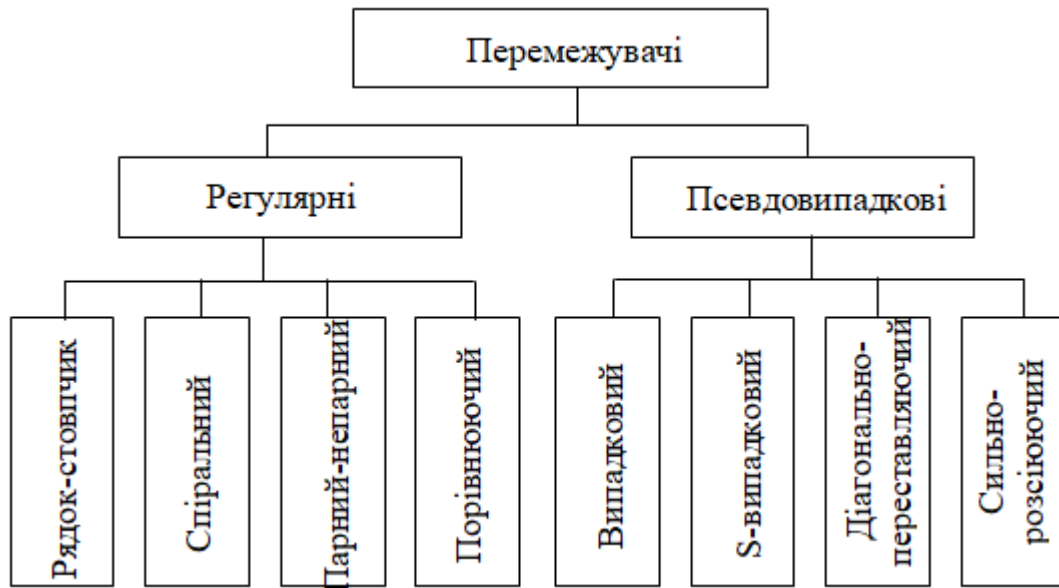 Перемежувачі
Регулярні
Псевдовипадкові
Рядок-стовпчик
Спіральний
Парний-непарний
Порівнюючий
Випадковий
S-випадковий
Діагонально-
переставляючий
Сильно-
розсіюючий